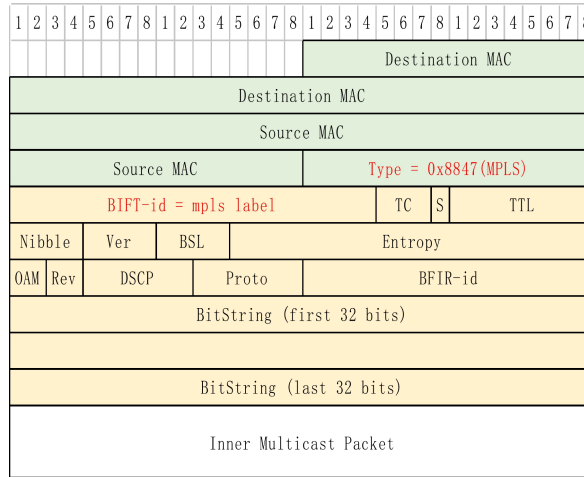 1 2 3 4 5 6 7 8 1 2 3 4 5 6 7 8 1 2 3 4 5 6 7 8 1 2 3 4 5 6 7 8
Destination MAC
Destination MAC
Source MAC
Source MAC Type = 0x8847(MPLS)
BIFT-id = mpls label TC S TTL
Nibble Ver BSL Entropy
OAM Rev DSCP Proto BFIR-id
BitString (first 32 bits)
BitString (last 32 bits)
Inner Multicast Packet